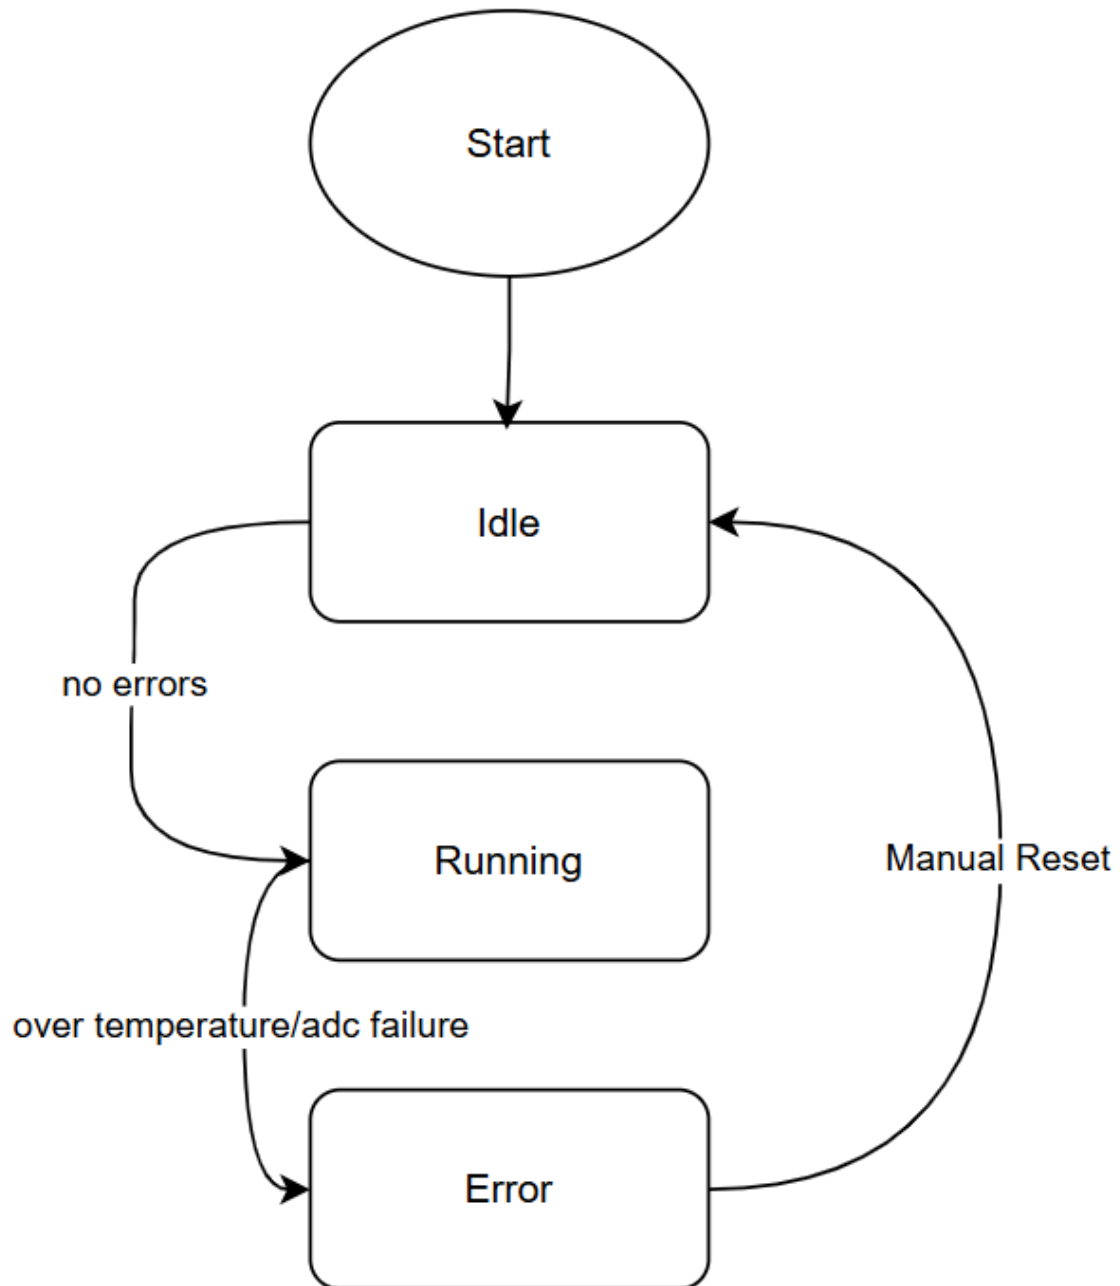 Start
Idle
no errors
Running
Manual Reset
over temperature/adc failure
Error